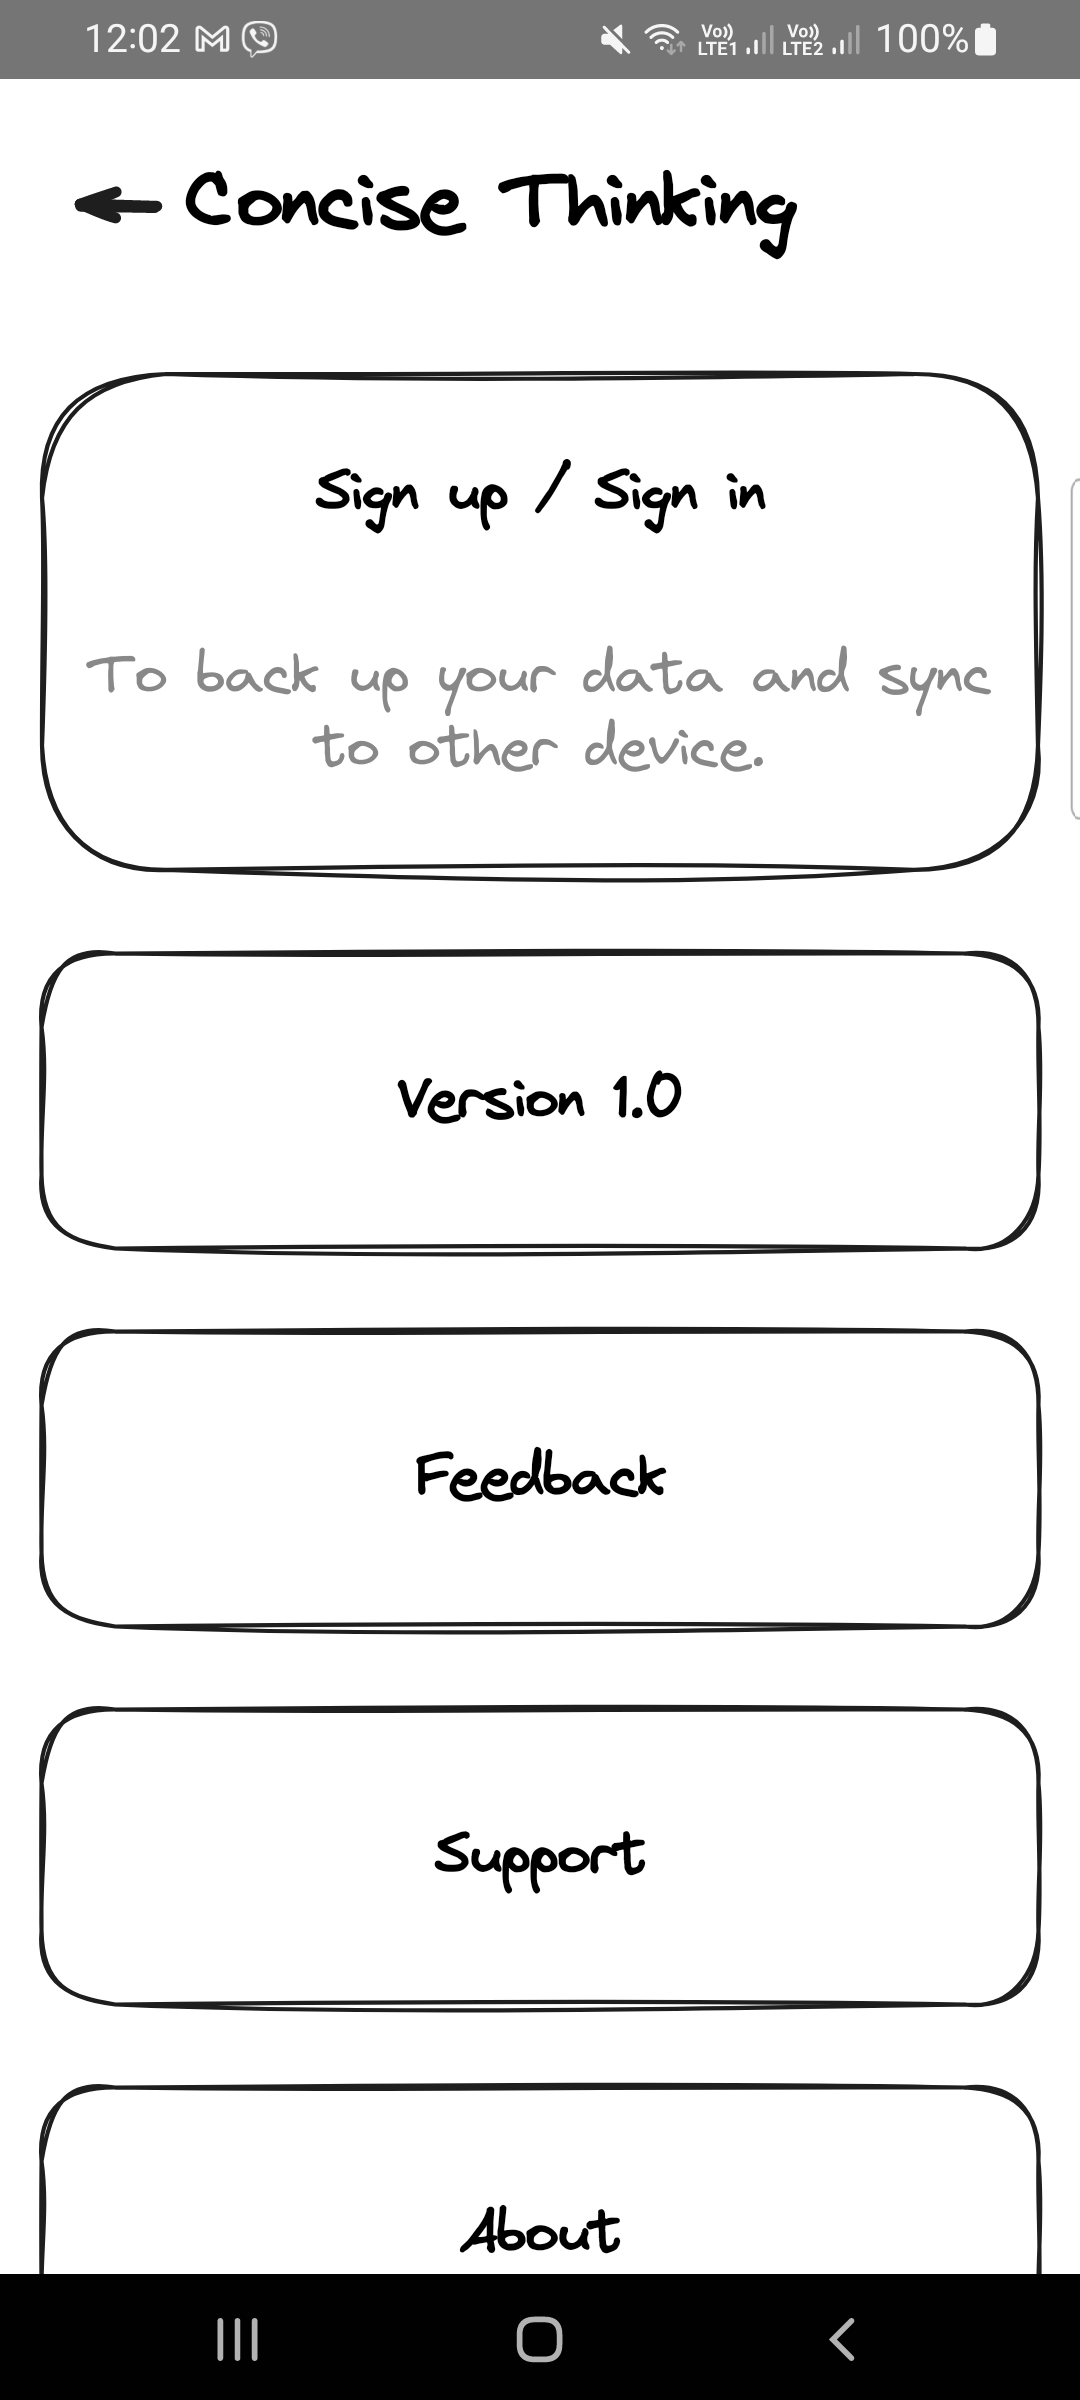 12:02 Vo)) LTE1 Vo)) LTE2 100%
Concise Thinking
Sign up / Sign in
To back up your data and sync
to other device.
Version 1.0
Feedback
Support
About